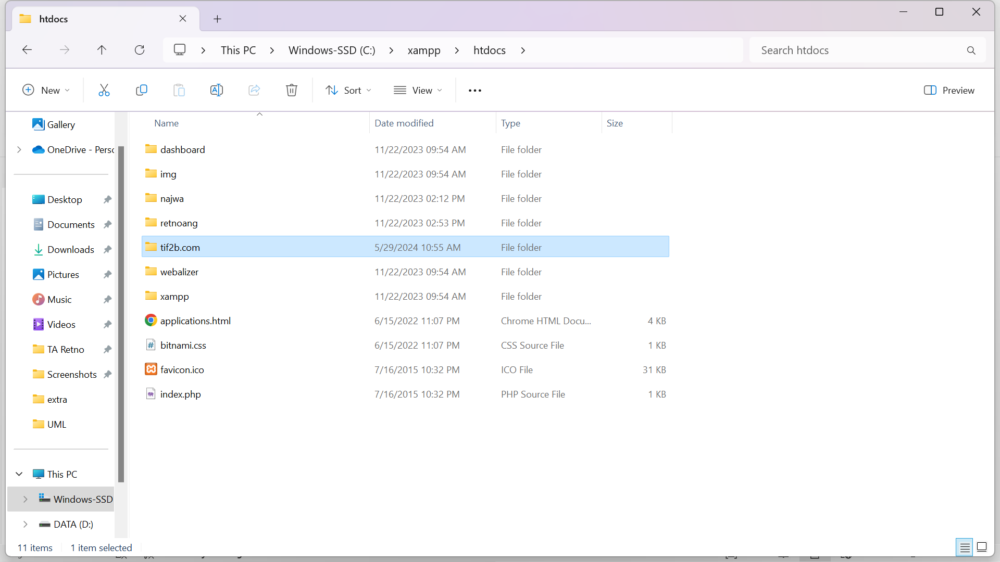 htdocs
This PC
Windows-SSD (C:)
xampp
htdocs
Search htdocs
New
Sort
View
Preview
Gallery
OneDrive - Perso
Desktop
Documents
Downloads
Pictures
Music
Videos
TA Retno
Screenshots
extra
UML
This PC
Windows-SSD
DATA (D:)
Name Date modified Type Size
dashboard 11/22/2023 09:54 AM File folder
img 11/22/2023 09:54 AM File folder
najwa 11/22/2023 02:12 PM File folder
retnoang 11/22/2023 02:53 PM File folder
tif2b.com 5/29/2024 10:55 AM File folder
webalizer 11/22/2023 09:54 AM File folder
xampp 11/22/2023 09:54 AM File folder
applications.html 6/15/2022 11:07 PM Chrome HTML Docu... 4 KB
bitnami.css 6/15/2022 11:07 PM CSS Source File 1 KB
favicon.ico 7/16/2015 10:32 PM ICO File 31 KB
index.php 7/16/2015 10:32 PM PHP Source File 1 KB
11 items 1 item selected